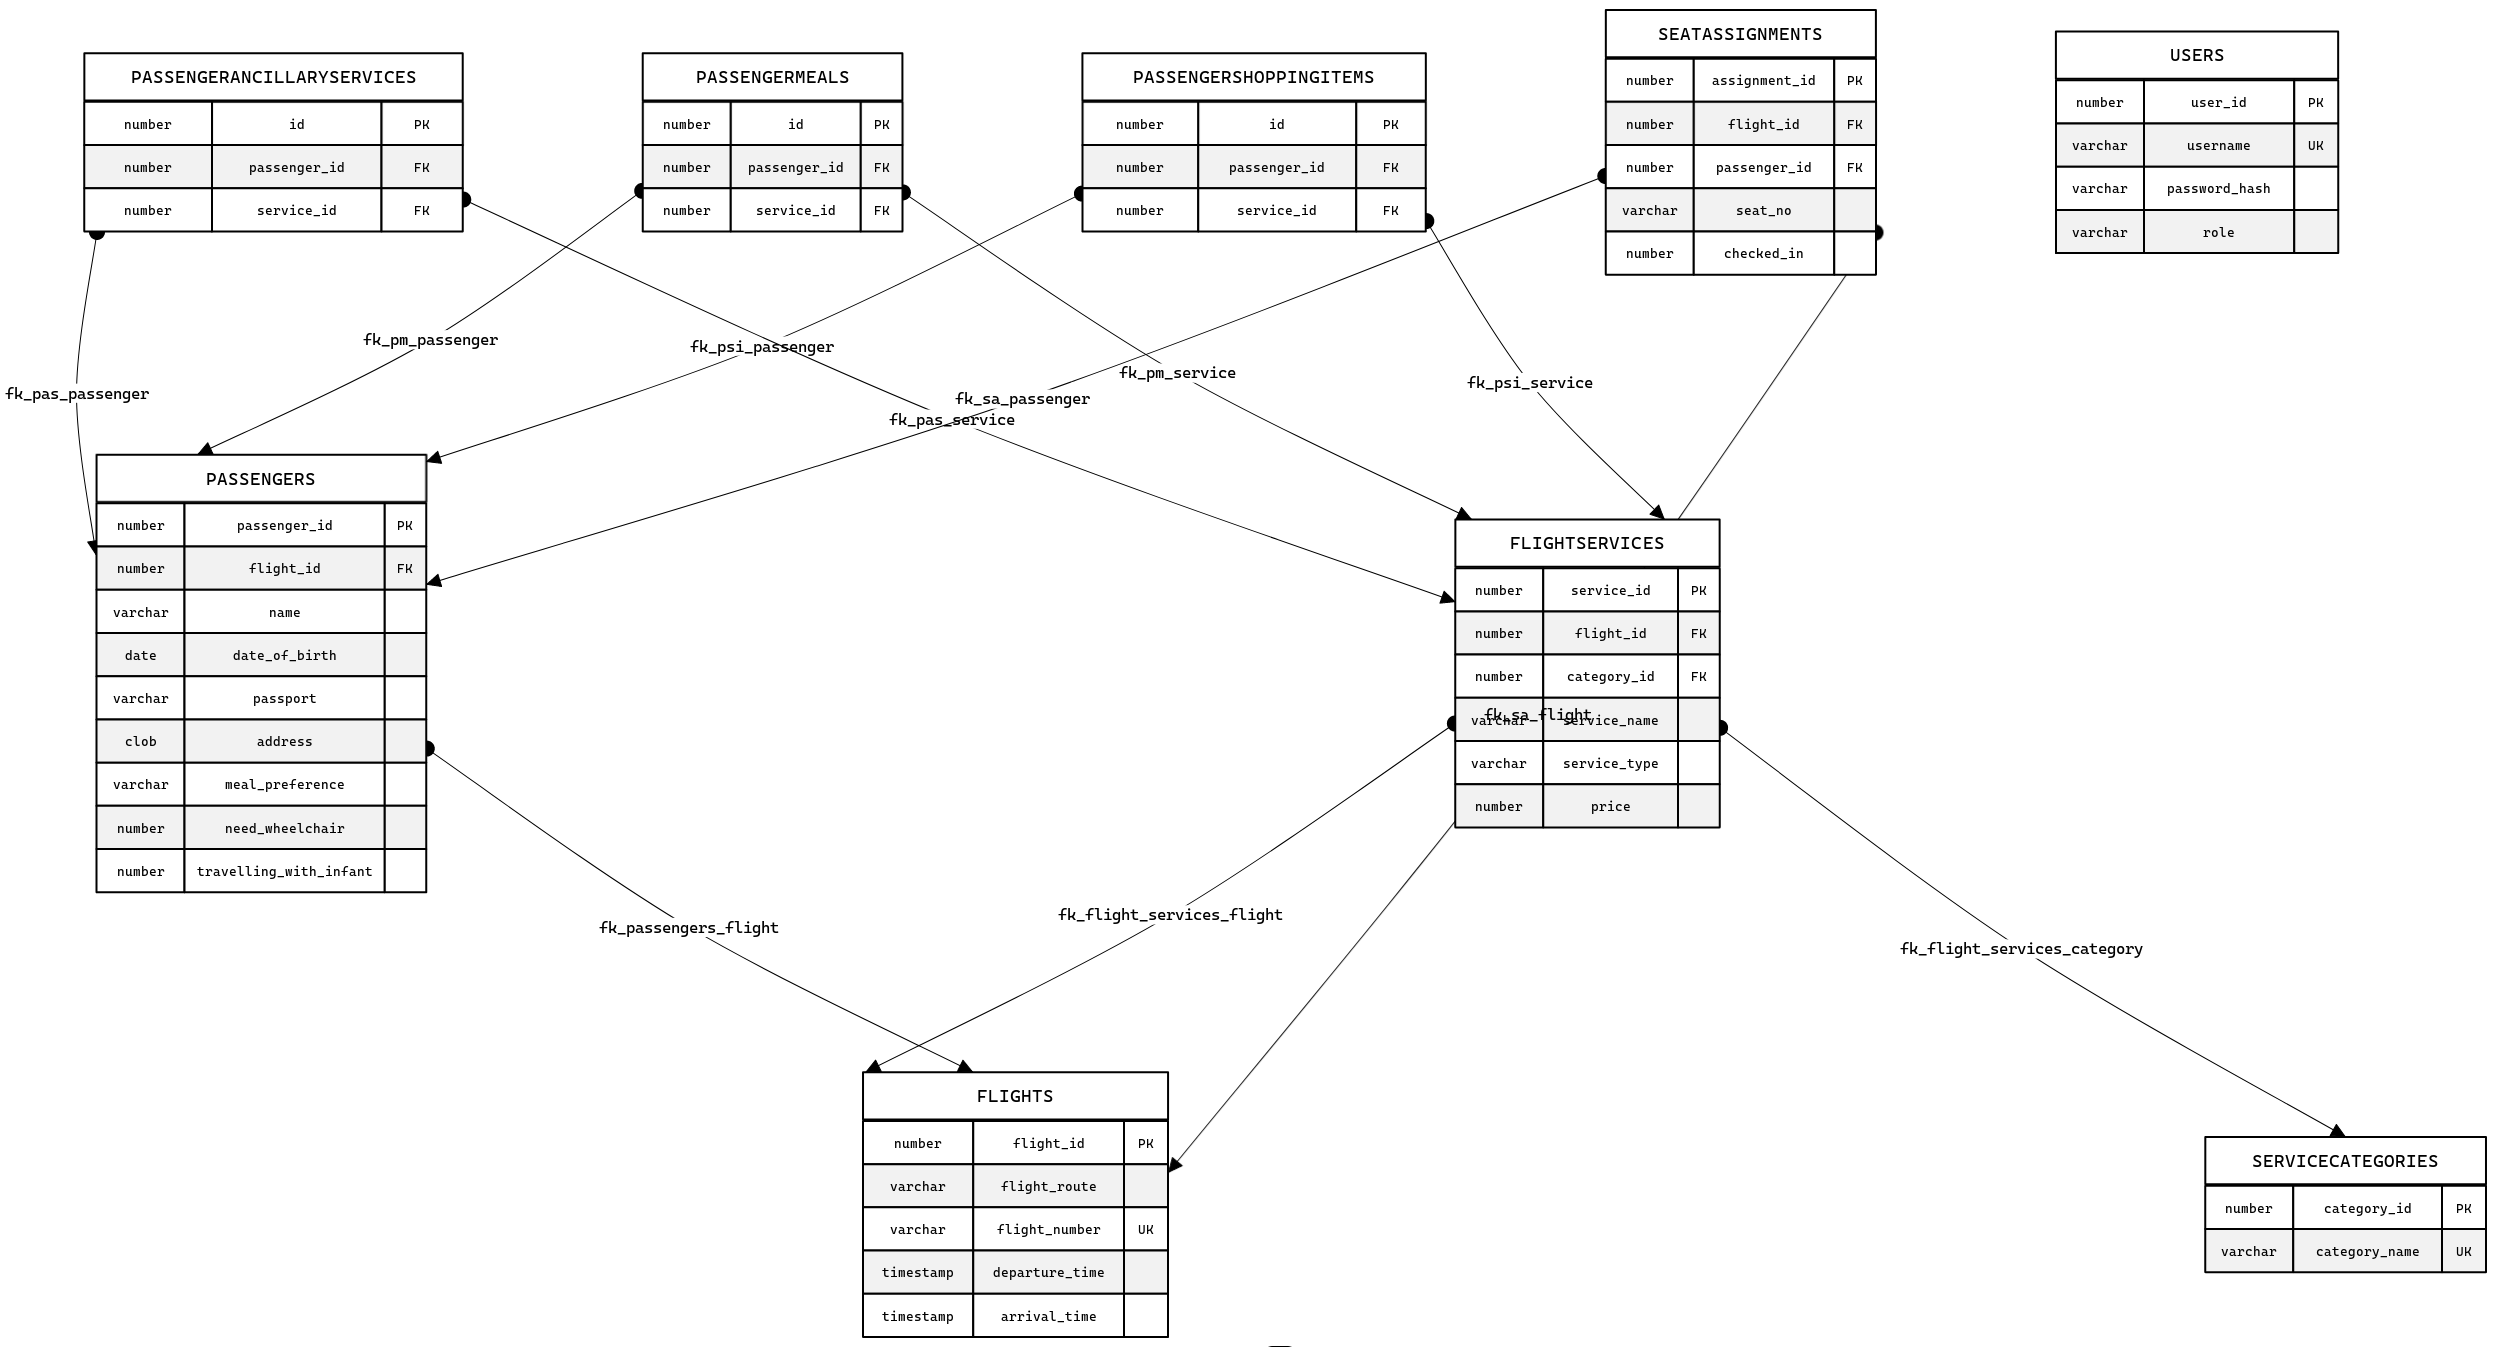 PASSENGERANCILLARYSERVICES
number id PK
number passenger_id FK
number service_id FK
PASSENGERMEALS
number id PK
number passenger_id FK
number service_id FK
PASSENGERSHOPPINGITEMS
number id PK
number passenger_id FK
number service_id FK
SEATASSIGNMENTS
number assignment_id PK
number flight_id FK
number passenger_id FK
varchar seat_no
number checked_in
USERS
number user_id PK
varchar username UK
varchar password_hash
varchar role
fk_pm_passenger
fk_psi_passenger
fk_pm_service
fk_psi_service
fk_pas_passenger
fk_sa_passenger
fk_pas_service
PASSENGERS
number passenger_id PK
number flight_id FK
varchar name
date date_of_birth
varchar passport
clob address
varchar meal_preference
number need_wheelchair
number travelling_with_infant
FLIGHTSERVICES
number service_id PK
number flight_id FK
number category_id FK
fk_sa_flight
varchar service_name
varchar service_type
number price
fk_passengers_flight
fk_flight_services_flight
fk_flight_services_category
FLIGHTS
number flight_id PK
varchar flight_route
varchar flight_number UK
timestamp departure_time
timestamp arrival_time
SERVICECATEGORIES
number category_id PK
varchar category_name UK